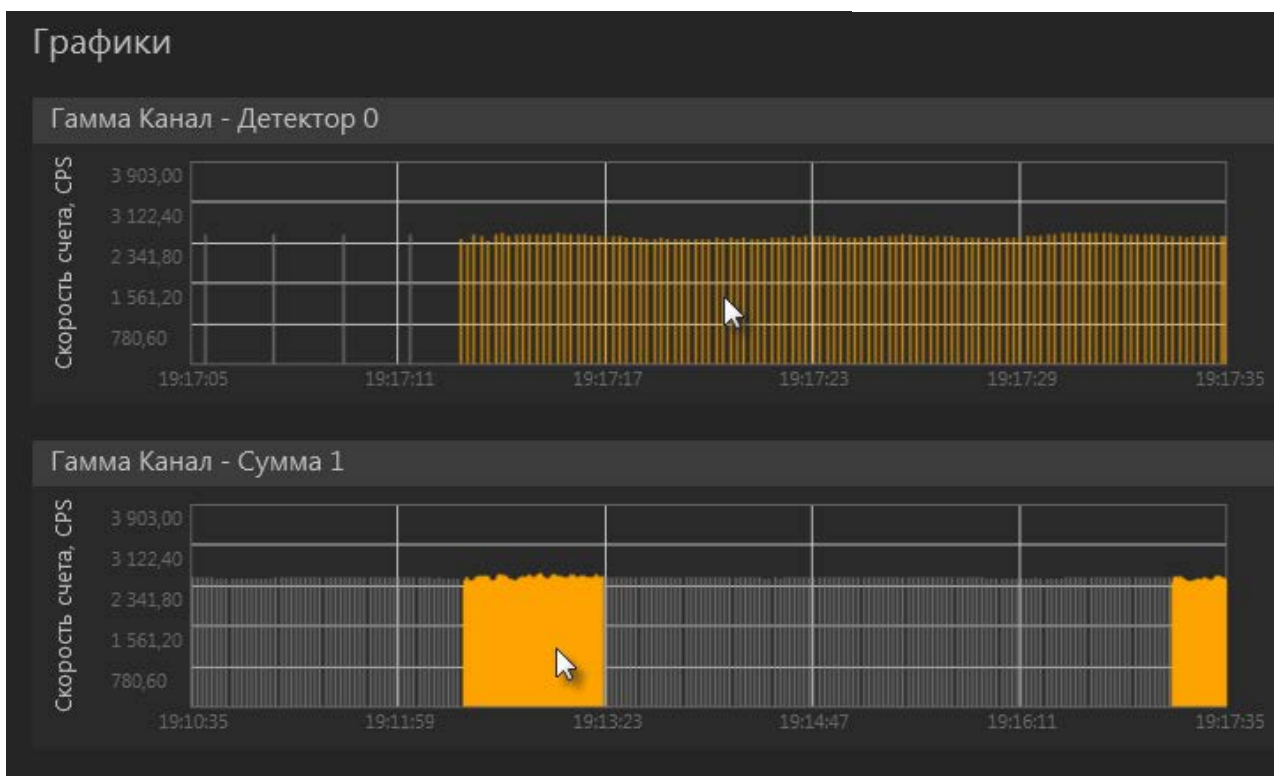 Графики
Гамма Канал - Детектор 0
Скорость счета, CPS
3 903,00
3 122,40
2 341,80
1 561,20
780,60
19:17:05 19:17:11 19:17:17 19:17:23 19:17:29 19:17:35
Гамма Канал - Сумма 1
Скорость счета, CPS
3 903,00
3 122,40
2 341,80
1 561,20
780,60
19:10:35 19:11:59 19:13:23 19:14:47 19:16:11 19:17:35